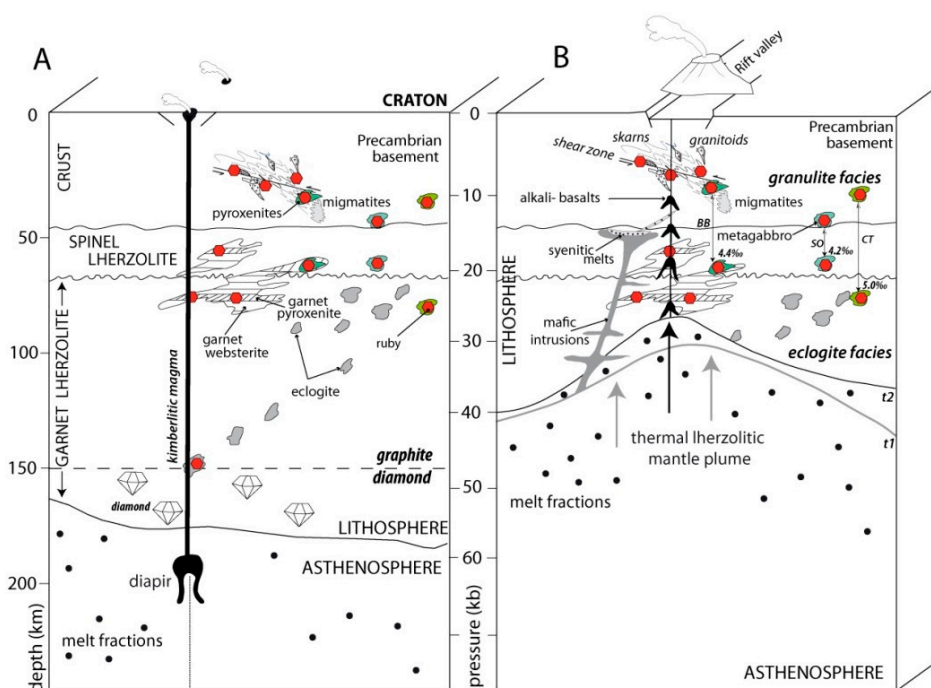 A
CRATON
0
Precambrian
basement
CRUST
pyroxenites
migmatites
50
SPINEL
LHERZOLITE
garnet
pyroxenite
garnet
websterite
ruby
eclogite
100
GARNET LHERZOLITE
kimberlitic magma
graphite
150
diamond
diamond
LITHOSPHERE
ASTHENOSPHERE
diapir
200
melt fractions
depth (km)
B
Rift valley
0
Precambrian
basement
skarns
granitoids
shear zone
granulite facies
10
alkali- basalts
migmatites
BB
metagabbro
CT
SO
syenitic
melts
4.4‰
4.2‰
20
5.0‰
LITHOSPHERE
mafic
intrusions
30
eclogite facies
t2
40
t1
thermal lherzolitic
mantle plume
melt fractions
50
60
pressure (kb)
ASTHENOSPHERE